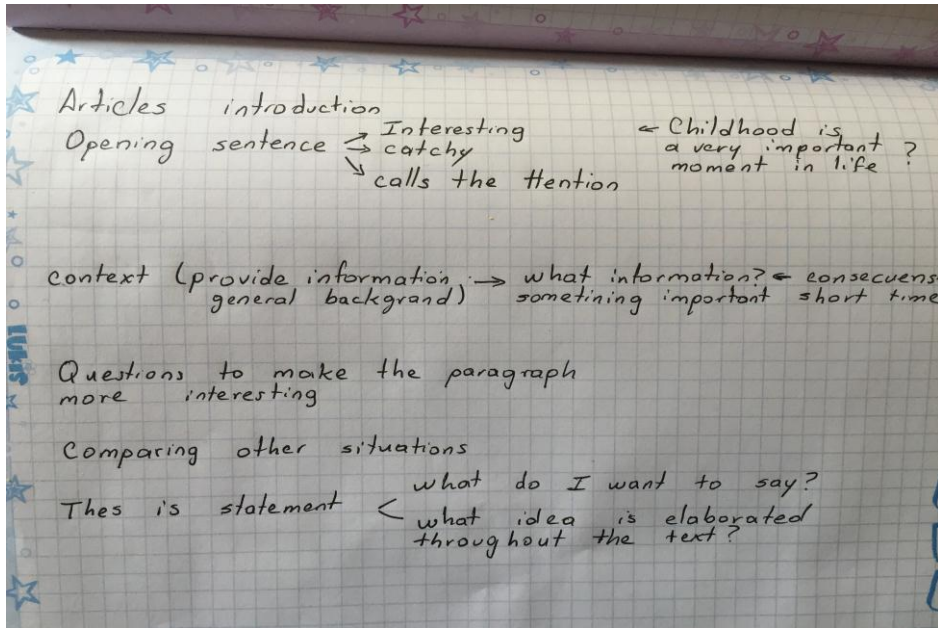 Articles introduction
Opening sentence → Interesting
→ catchy
↘ calls the ttention
← Childhood is
a very important ?
moment in life
context (provide information → what information? ← consecuens
general backgrand) sometining important short time
Questions to make the paragraph
more interesting
Comparing other situations
Thes is statement < what do I want to say?
what idea is elaborated
throughout the text?